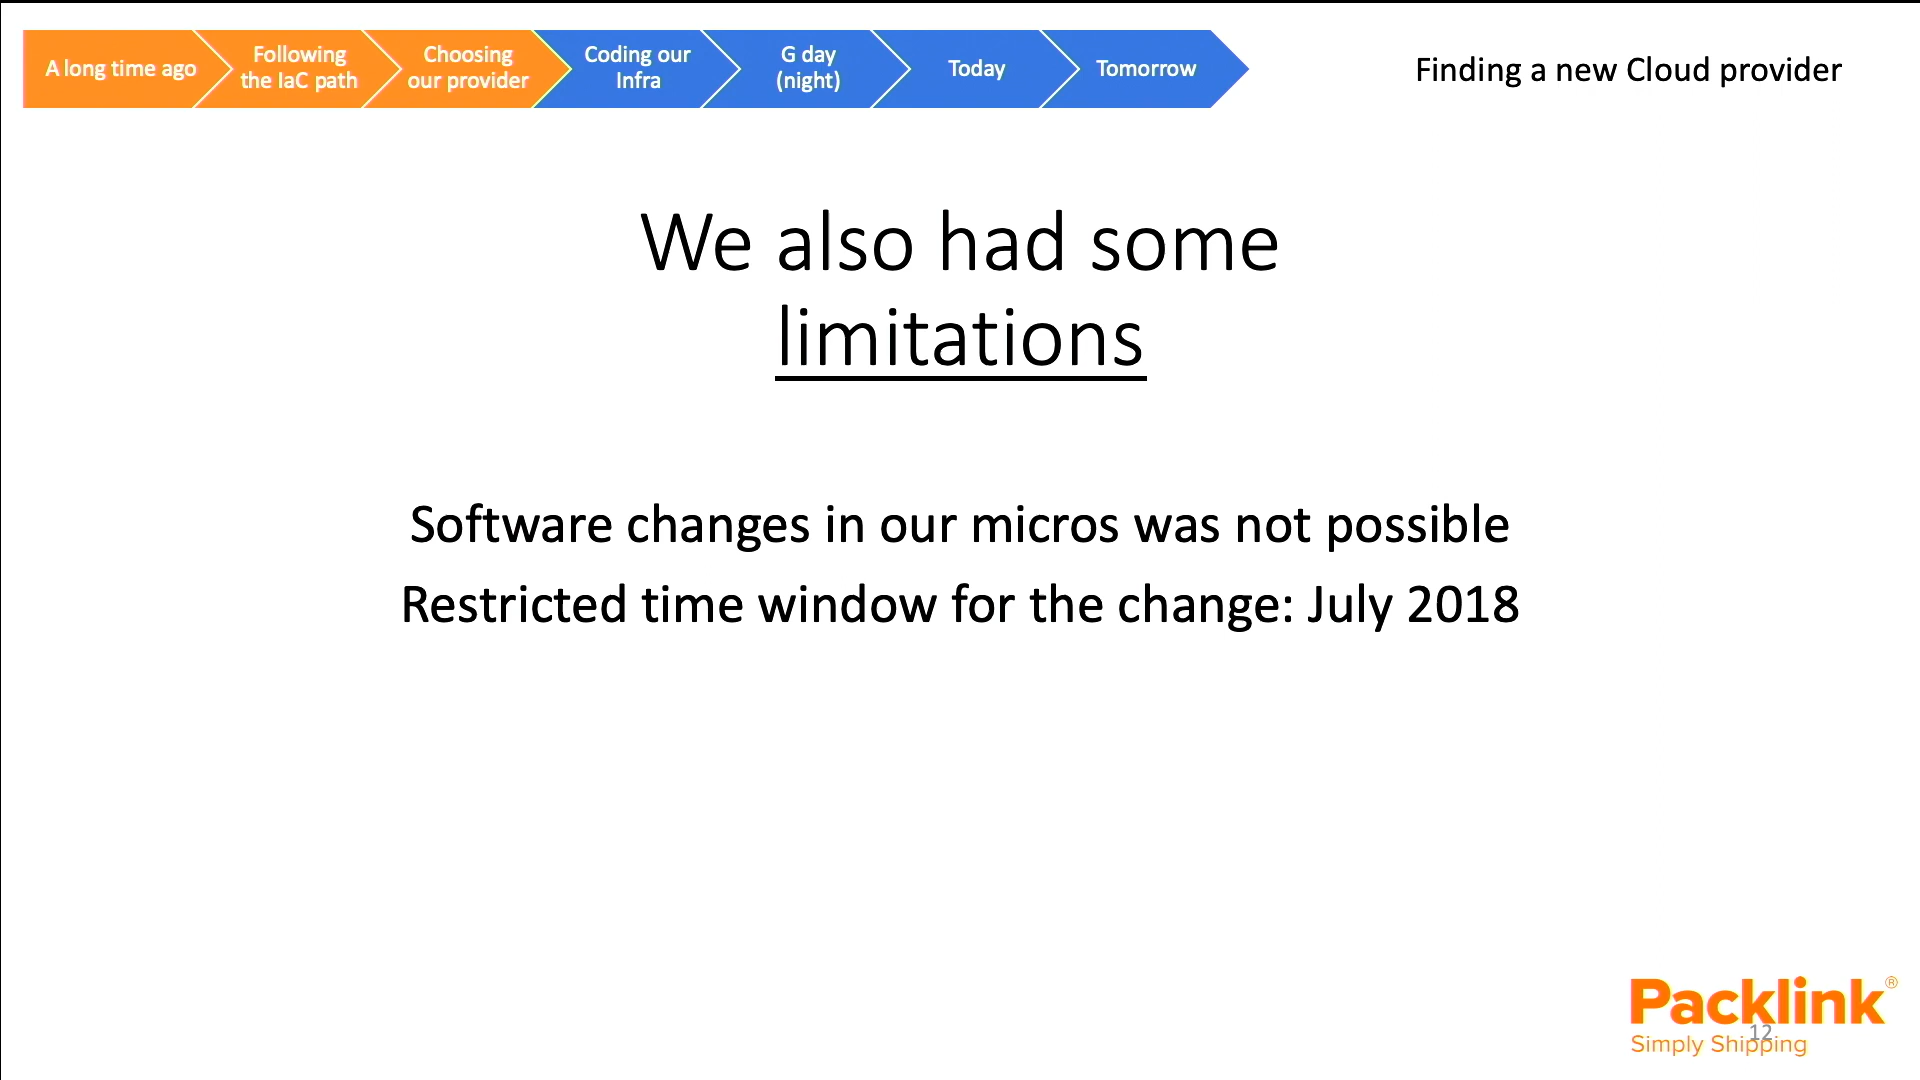 A long time ago
Following
the IaC path
Choosing
our provider
Coding our
Infra
G day
(night)
Today
Tomorrow
Finding a new Cloud provider
We also had some
limitations
Software changes in our micros was not possible
Restricted time window for the change: July 2018
Packlink®
12
Simply Shipping